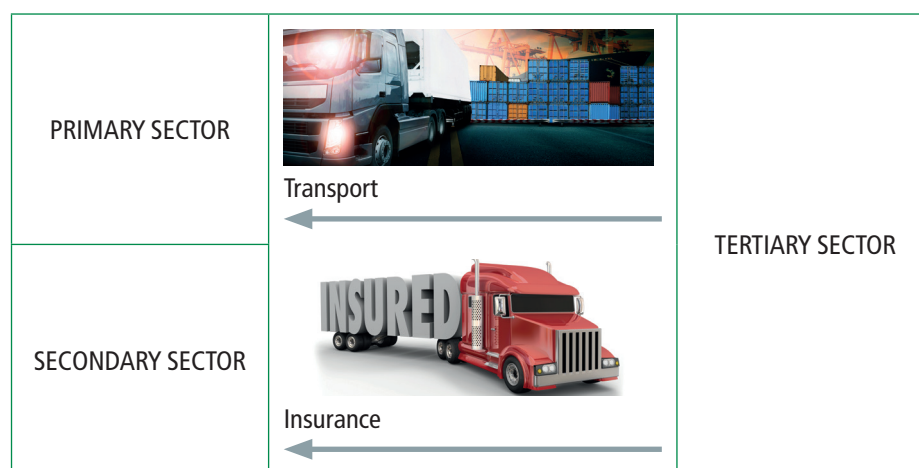 PRIMARY SECTOR
Transport
TERTIARY SECTOR
INSURED
SECONDARY SECTOR
Insurance